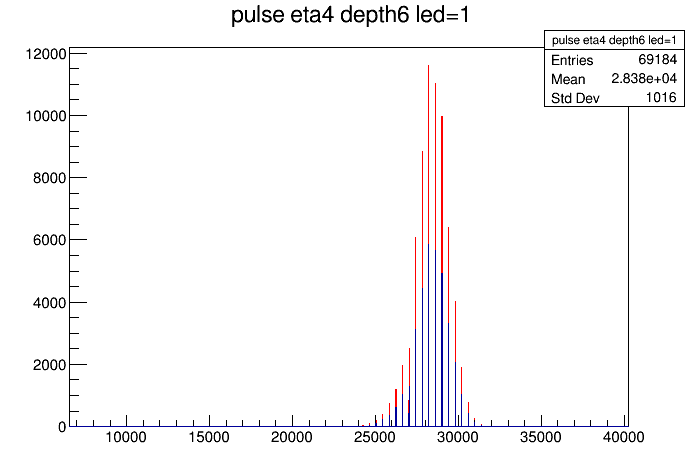 pulse eta4 depth6 led=1
pulse eta4 depth6 led=1
Entries 69184
Mean 2.838e+04
Std Dev 1016
12000
10000
8000
6000
4000
2000
0
10000 15000 20000 25000 30000 35000 40000